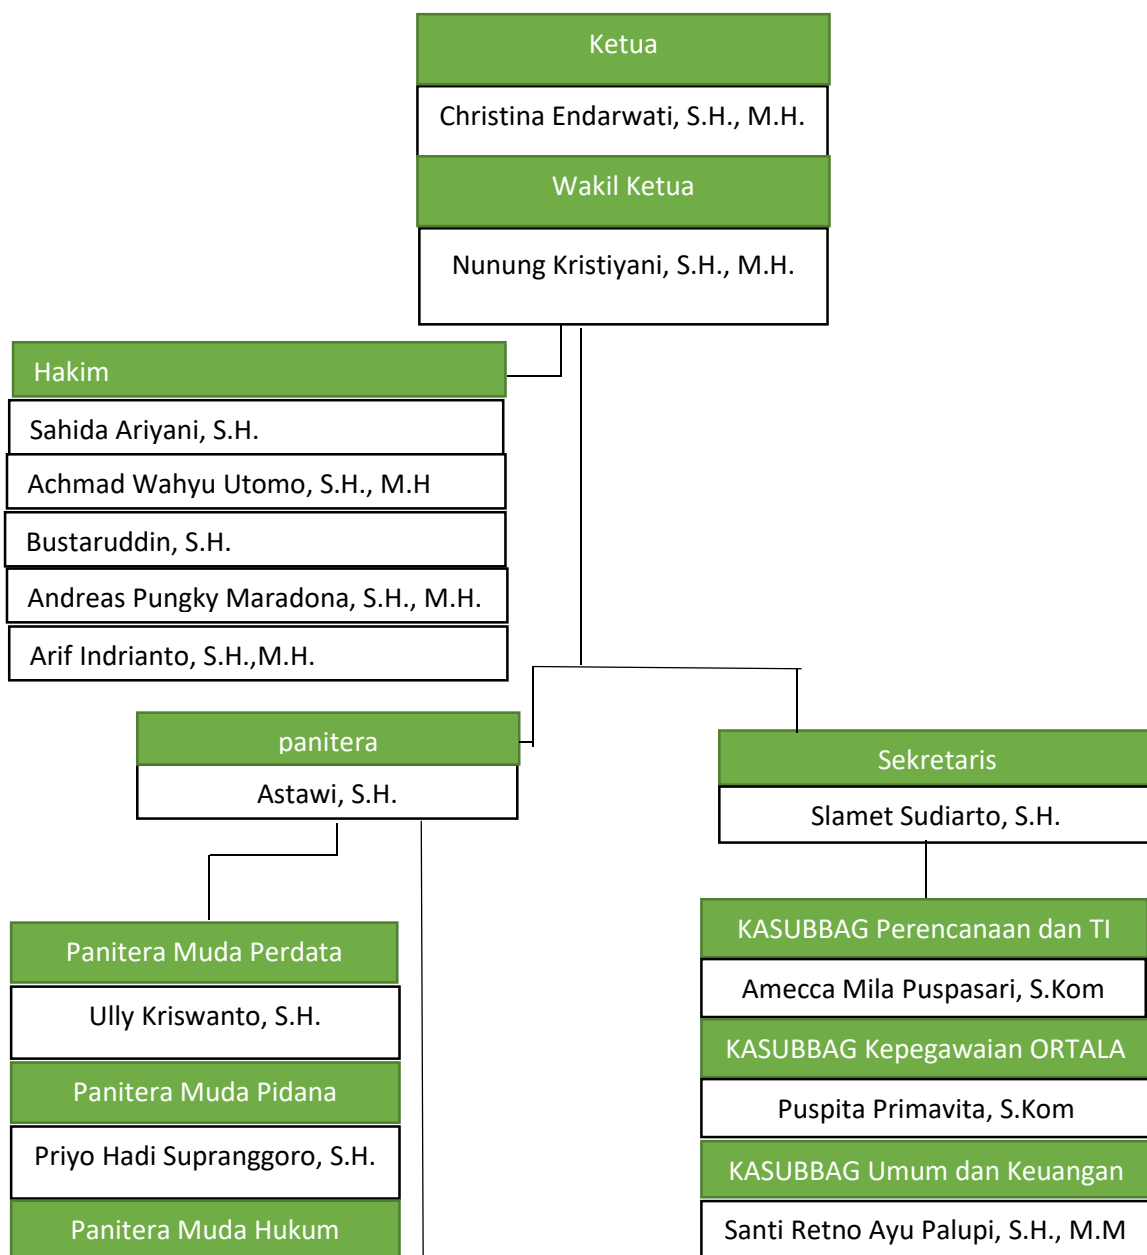 Ketua
Christina Endarwati, S.H., M.H.
Wakil Ketua
Nunung Kristiyani, S.H., M.H.
Hakim
Sahida Ariyani, S.H.
Achmad Wahyu Utomo, S.H., M.H
Bustaruddin, S.H.
Andreas Pungky Maradona, S.H., M.H.
Arif Indrianto, S.H.,M.H.
panitera
Astawi, S.H.
Sekretaris
Slamet Sudiarto, S.H.
Panitera Muda Perdata
Ully Kriswanto, S.H.
Panitera Muda Pidana
Priyo Hadi Supranggoro, S.H.
Panitera Muda Hukum
KASUBBAG Perencanaan dan TI
Amecca Mila Puspasari, S.Kom
KASUBBAG Kepegawaian ORTALA
Puspita Primavita, S.Kom
KASUBBAG Umum dan Keuangan
Santi Retno Ayu Palupi, S.H., M.M